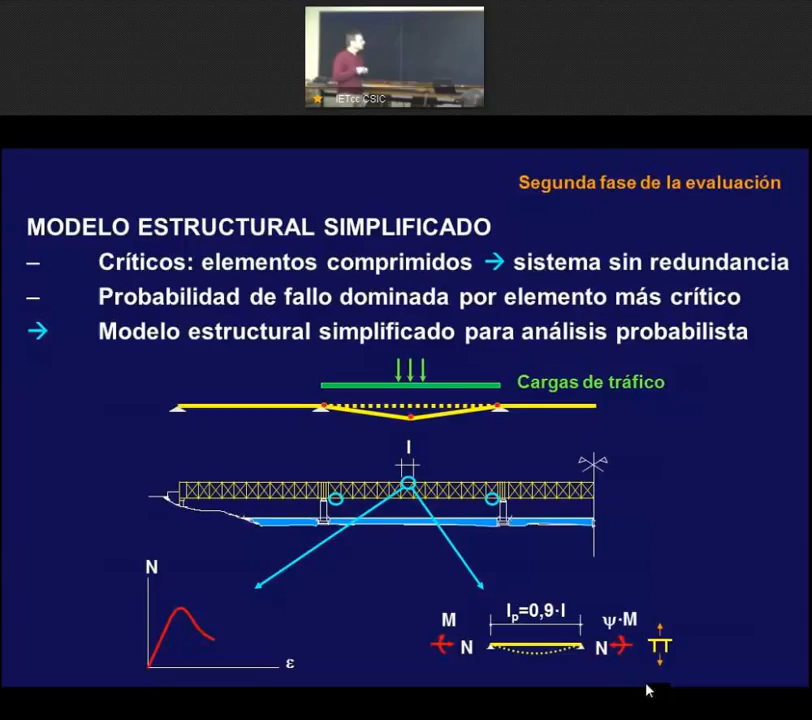 IETcc CSIC
Segunda fase de la evaluación
MODELO ESTRUCTURAL SIMPLIFICADO
– Críticos: elementos comprimidos → sistema sin redundancia
– Probabilidad de fallo dominada por elemento más crítico
→ Modelo estructural simplificado para análisis probabilista
Cargas de tráfico
l
N
ε
lp=0,9·l
M
ψ·M
N
N